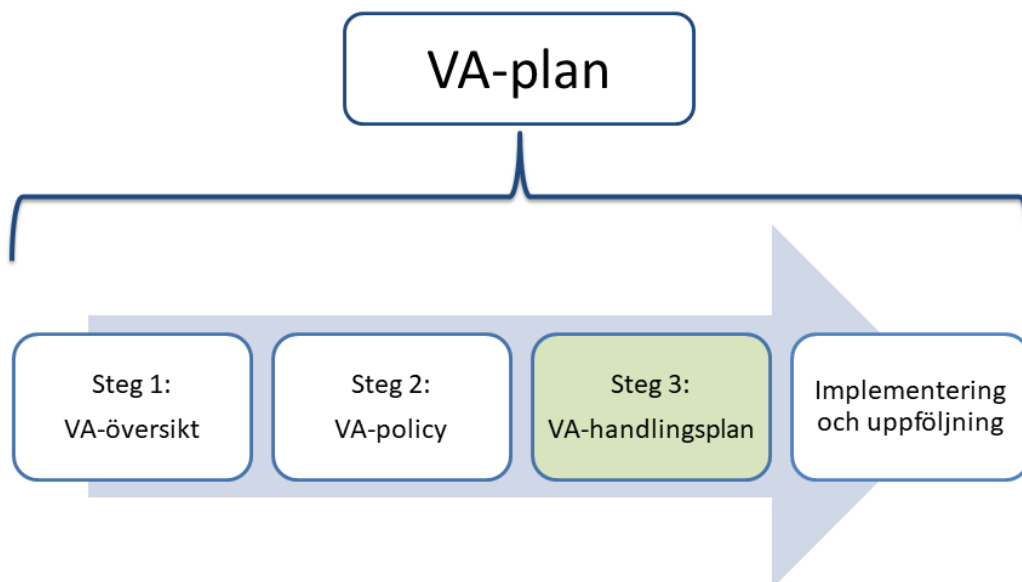 VA-plan
Steg 1:
VA-översikt
Steg 2:
VA-policy
Steg 3:
VA-handlingsplan
Implementering
och uppföljning